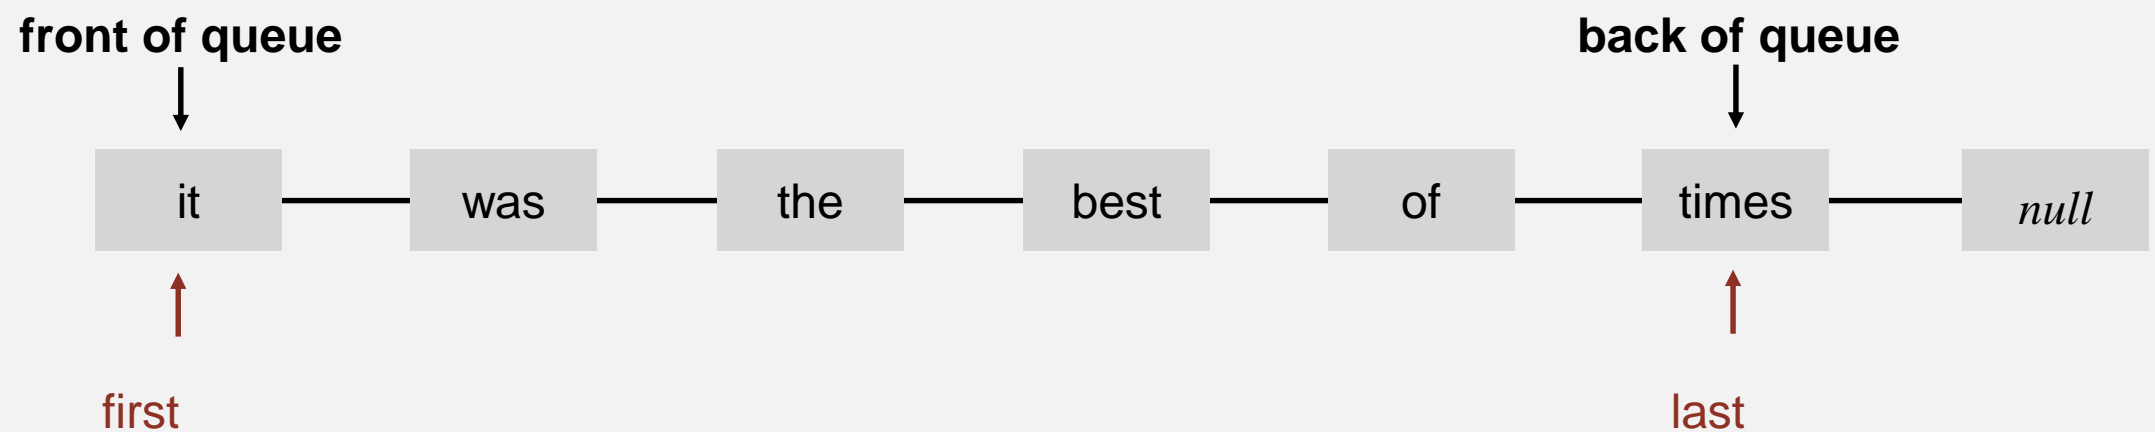 front of queue
back of queue
it
was
the
best
of
times
null
first
last